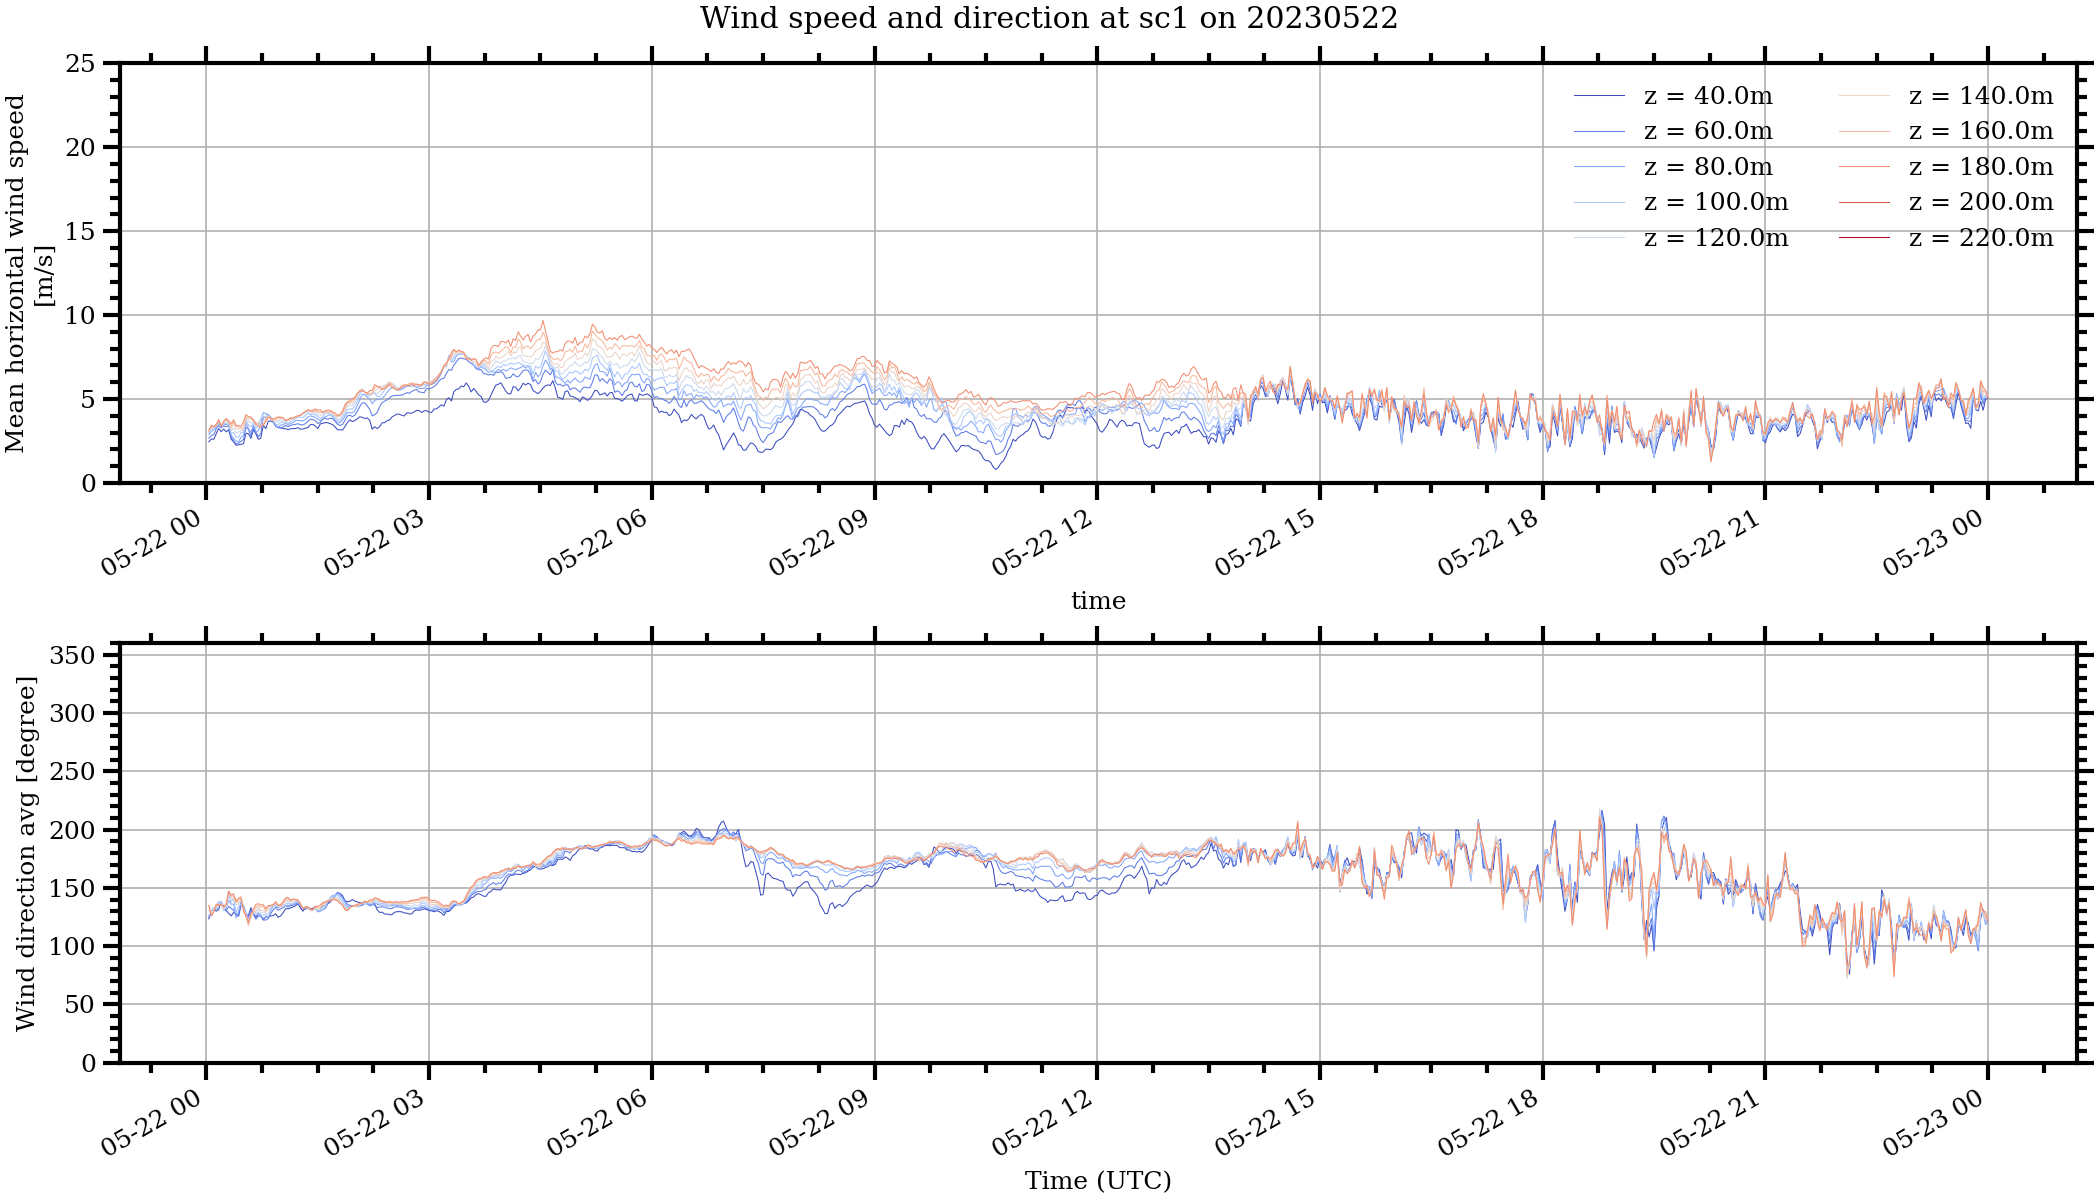 Wind speed and direction at sc1 on 20230522
Mean horizontal wind speed
[m/s]
25
20
15
10
5
0
z = 40.0m
z = 60.0m
z = 80.0m
z = 100.0m
z = 120.0m
z = 140.0m
z = 160.0m
z = 180.0m
z = 200.0m
z = 220.0m
05-22 00
05-22 03
05-22 06
05-22 09
05-22 12
05-22 15
05-22 18
05-22 21
05-23 00
time
Wind direction avg [degree]
350
300
250
200
150
100
50
0
05-22 00
05-22 03
05-22 06
05-22 09
05-22 12
05-22 15
05-22 18
05-22 21
05-23 00
Time (UTC)